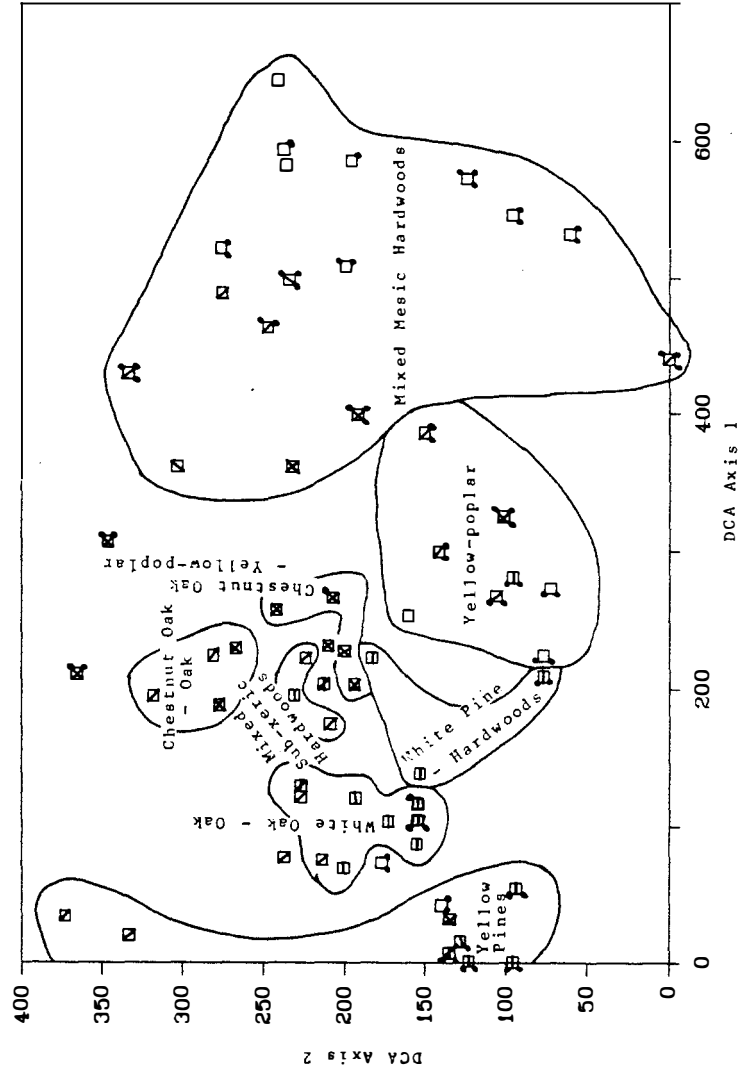 400
350
300
250
200
150
100
50
0
DCA Axis 2
0
200
400
600
DCA Axis 1
Yellow
Pines
White Oak - Oak
Mixed
Sub-xeric
Hardwoods
Chestnut Oak
- Oak
Chestnut Oak
- Yellow-poplar
White Pine
- Hardwoods
Yellow-poplar
Mixed Mesic Hardwoods